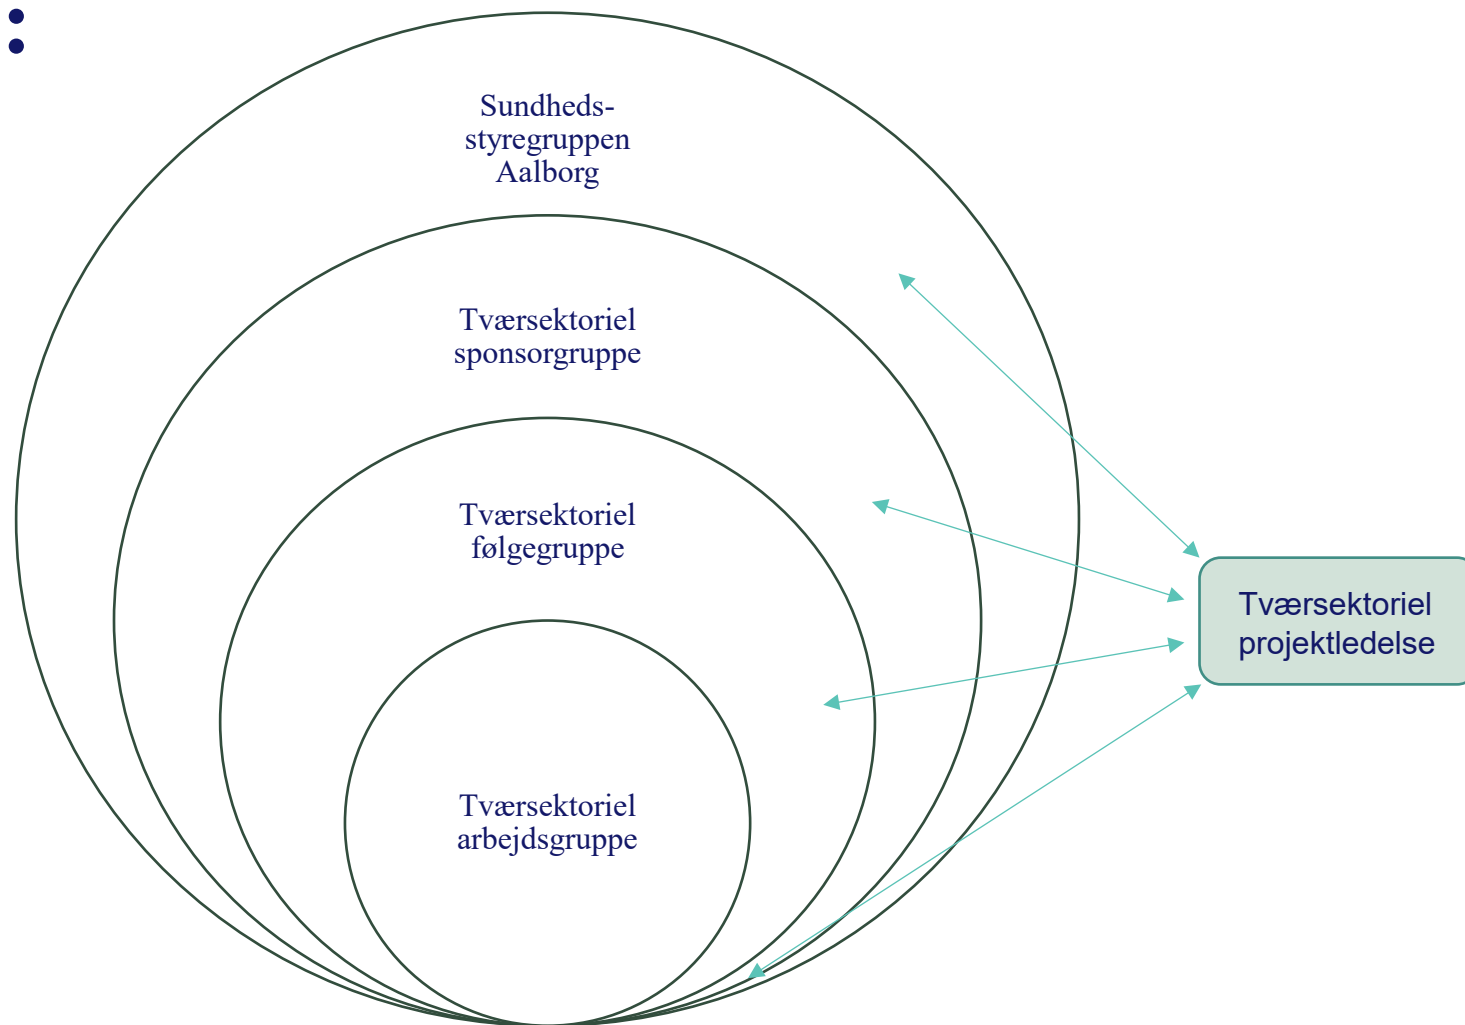 Sundheds-
styregruppen
Aalborg
Tværsektoriel
sponsorgruppe
Tværsektoriel
følgegruppe
Tværsektoriel
projektledelse
Tværsektoriel
arbejdsgruppe